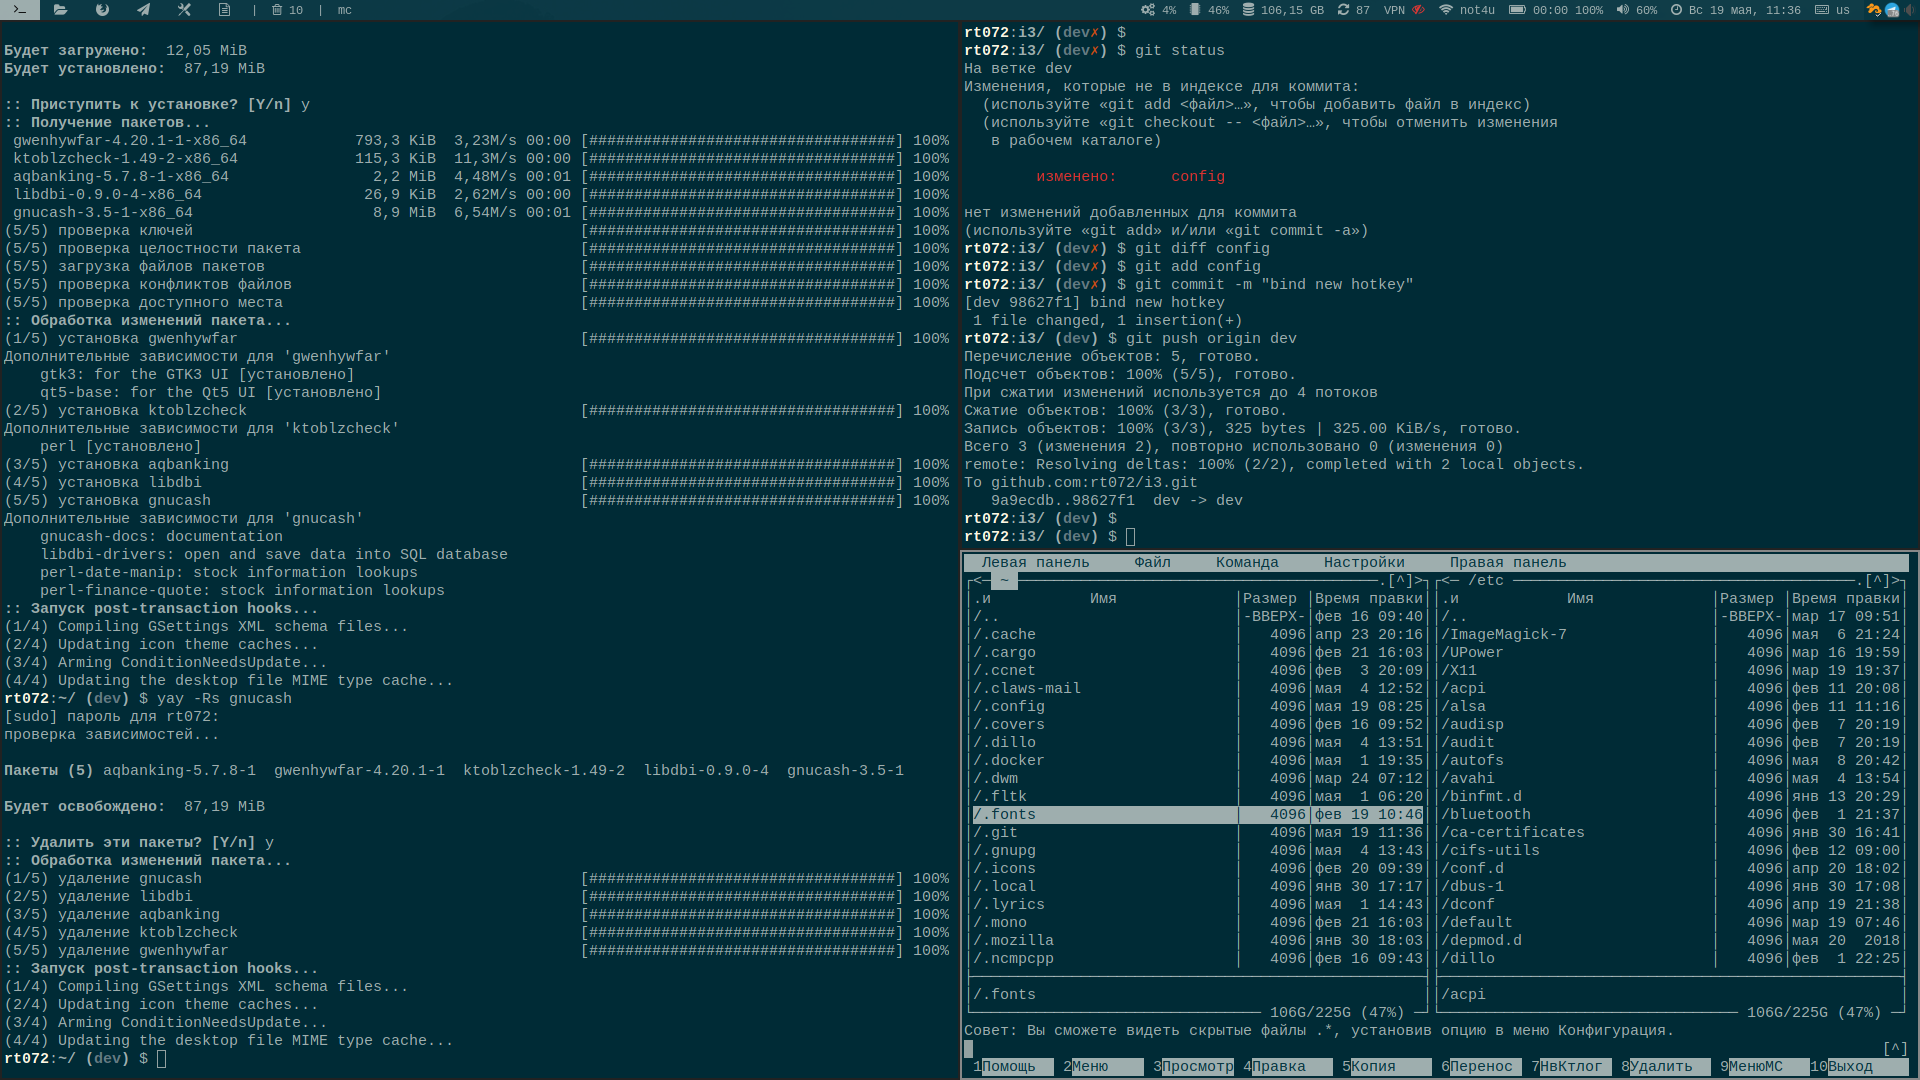 | 10 | mc
4% 46% 106,15 GB 87 VPN not4u 00:00 100% 60% Вс 19 мая, 11:36 us
Будет загружено:  12,05 MiB
Будет установлено:  87,19 MiB
:: Приступить к установке? [Y/n] y
:: Получение пакетов...
gwenhywfar-4.20.1-1-x86_64 793,3 KiB 3,23M/s 00:00 [##################################] 100%
ktoblzcheck-1.49-2-x86_64 115,3 KiB 11,3M/s 00:00 [##################################] 100%
aqbanking-5.7.8-1-x86_64 2,2 MiB 4,48M/s 00:01 [##################################] 100%
libdbi-0.9.0-4-x86_64 26,9 KiB 2,62M/s 00:00 [##################################] 100%
gnucash-3.5-1-x86_64 8,9 MiB 6,54M/s 00:01 [##################################] 100%
(5/5) проверка ключей [##################################] 100%
(5/5) проверка целостности пакета [##################################] 100%
(5/5) загрузка файлов пакетов [##################################] 100%
(5/5) проверка конфликтов файлов [##################################] 100%
(5/5) проверка доступного места [##################################] 100%
:: Обработка изменений пакета...
(1/5) установка gwenhywfar [##################################] 100%
Дополнительные зависимости для 'gwenhywfar'
gtk3: for the GTK3 UI [установлено]
qt5-base: for the Qt5 UI [установлено]
(2/5) установка ktoblzcheck [##################################] 100%
Дополнительные зависимости для 'ktoblzcheck'
perl [установлено]
(3/5) установка aqbanking [##################################] 100%
(4/5) установка libdbi [##################################] 100%
(5/5) установка gnucash [##################################] 100%
Дополнительные зависимости для 'gnucash'
gnucash-docs: documentation
libdbi-drivers: open and save data into SQL database
perl-date-manip: stock information lookups
perl-finance-quote: stock information lookups
:: Запуск post-transaction hooks...
(1/4) Compiling GSettings XML schema files...
(2/4) Updating icon theme caches...
(3/4) Arming ConditionNeedsUpdate...
(4/4) Updating the desktop file MIME type cache...
rt072:~/ (dev) $ yay -Rs gnucash
[sudo] пароль для rt072:
проверка зависимостей...
Пакеты (5) aqbanking-5.7.8-1  gwenhywfar-4.20.1-1  ktoblzcheck-1.49-2  libdbi-0.9.0-4  gnucash-3.5-1
Будет освобождено:  87,19 MiB
:: Удалить эти пакеты? [Y/n] y
:: Обработка изменений пакета...
(1/5) удаление gnucash [##################################] 100%
(2/5) удаление libdbi [##################################] 100%
(3/5) удаление aqbanking [##################################] 100%
(4/5) удаление ktoblzcheck [##################################] 100%
(5/5) удаление gwenhywfar [##################################] 100%
:: Запуск post-transaction hooks...
(1/4) Compiling GSettings XML schema files...
(2/4) Updating icon theme caches...
(3/4) Arming ConditionNeedsUpdate...
(4/4) Updating the desktop file MIME type cache...
rt072:~/ (dev) $
rt072:i3/ (dev✗) $
rt072:i3/ (dev✗) $ git status
На ветке dev
Изменения, которые не в индексе для коммита:
(используйте «git add <файл>…», чтобы добавить файл в индекс)
(используйте «git checkout -- <файл>…», чтобы отменить изменения
в рабочем каталоге)
изменено:      config
нет изменений добавленных для коммита
(используйте «git add» и/или «git commit -a»)
rt072:i3/ (dev✗) $ git diff config
rt072:i3/ (dev✗) $ git add config
rt072:i3/ (dev✗) $ git commit -m "bind new hotkey"
[dev 98627f1] bind new hotkey
1 file changed, 1 insertion(+)
rt072:i3/ (dev) $ git push origin dev
Перечисление объектов: 5, готово.
Подсчет объектов: 100% (5/5), готово.
При сжатии изменений используется до 4 потоков
Сжатие объектов: 100% (3/3), готово.
Запись объектов: 100% (3/3), 325 bytes | 325.00 KiB/s, готово.
Всего 3 (изменения 2), повторно использовано 0 (изменения 0)
remote: Resolving deltas: 100% (2/2), completed with 2 local objects.
To github.com:rt072/i3.git
9a9ecdb..98627f1  dev -> dev
rt072:i3/ (dev) $
rt072:i3/ (dev) $
Левая панель     Файл     Команда     Настройки     Правая панель
<─ ~ ─.[^]> <─ /etc ─.[^]>
.и Имя │Размер │Время правки││.и Имя │Размер │Время правки
/.. │-ВВЕРХ-│фев 16 09:40││/.. │-ВВЕРХ-│мар 17 09:51
/.cache │ 4096│апр 23 20:16││/ImageMagick-7 │ 4096│мая  6 21:24
/.cargo │ 4096│фев 21 16:03││/UPower │ 4096│мар 16 19:59
/.ccnet │ 4096│фев  3 20:09││/X11 │ 4096│мар 19 19:37
/.claws-mail │ 4096│мая  4 12:52││/acpi │ 4096│фев 11 20:08
/.config │ 4096│мая 19 08:25││/alsa │ 4096│фев 11 11:16
/.covers │ 4096│фев 16 09:52││/audisp │ 4096│фев  7 20:19
/.dillo │ 4096│мая  4 13:51││/audit │ 4096│фев  7 20:19
/.docker │ 4096│мая  1 19:35││/autofs │ 4096│мая  8 20:42
/.dwm │ 4096│мар 24 07:12││/avahi │ 4096│мая  4 13:54
/.fltk │ 4096│мая  1 06:20││/binfmt.d │ 4096│янв 13 20:29
/.fonts │ 4096│фев 19 10:46││/bluetooth │ 4096│фев  1 21:37
/.git │ 4096│мая 19 11:36││/ca-certificates │ 4096│янв 30 16:41
/.gnupg │ 4096│мая  4 13:43││/cifs-utils │ 4096│фев 12 09:00
/.icons │ 4096│фев 20 09:39││/conf.d │ 4096│апр 20 18:02
/.local │ 4096│янв 30 17:17││/dbus-1 │ 4096│янв 30 17:08
/.lyrics │ 4096│мая  1 14:43││/dconf │ 4096│апр 19 21:38
/.mono │ 4096│фев 21 16:03││/default │ 4096│мар 19 07:46
/.mozilla │ 4096│янв 30 18:03││/depmod.d │ 4096│мая 20  2018
/.ncmpcpp │ 4096│фев 16 09:43││/dillo │ 4096│фев  1 22:25
/.fonts ││/acpi
106G/225G (47%) 106G/225G (47%)
Совет: Вы сможете видеть скрытые файлы .*, установив опцию в меню Конфигурация.
[^]
1Помощь 2Меню 3Просмотр 4Правка 5Копия 6Перенос 7НвКтлог 8Удалить 9МенюМС 10Выход